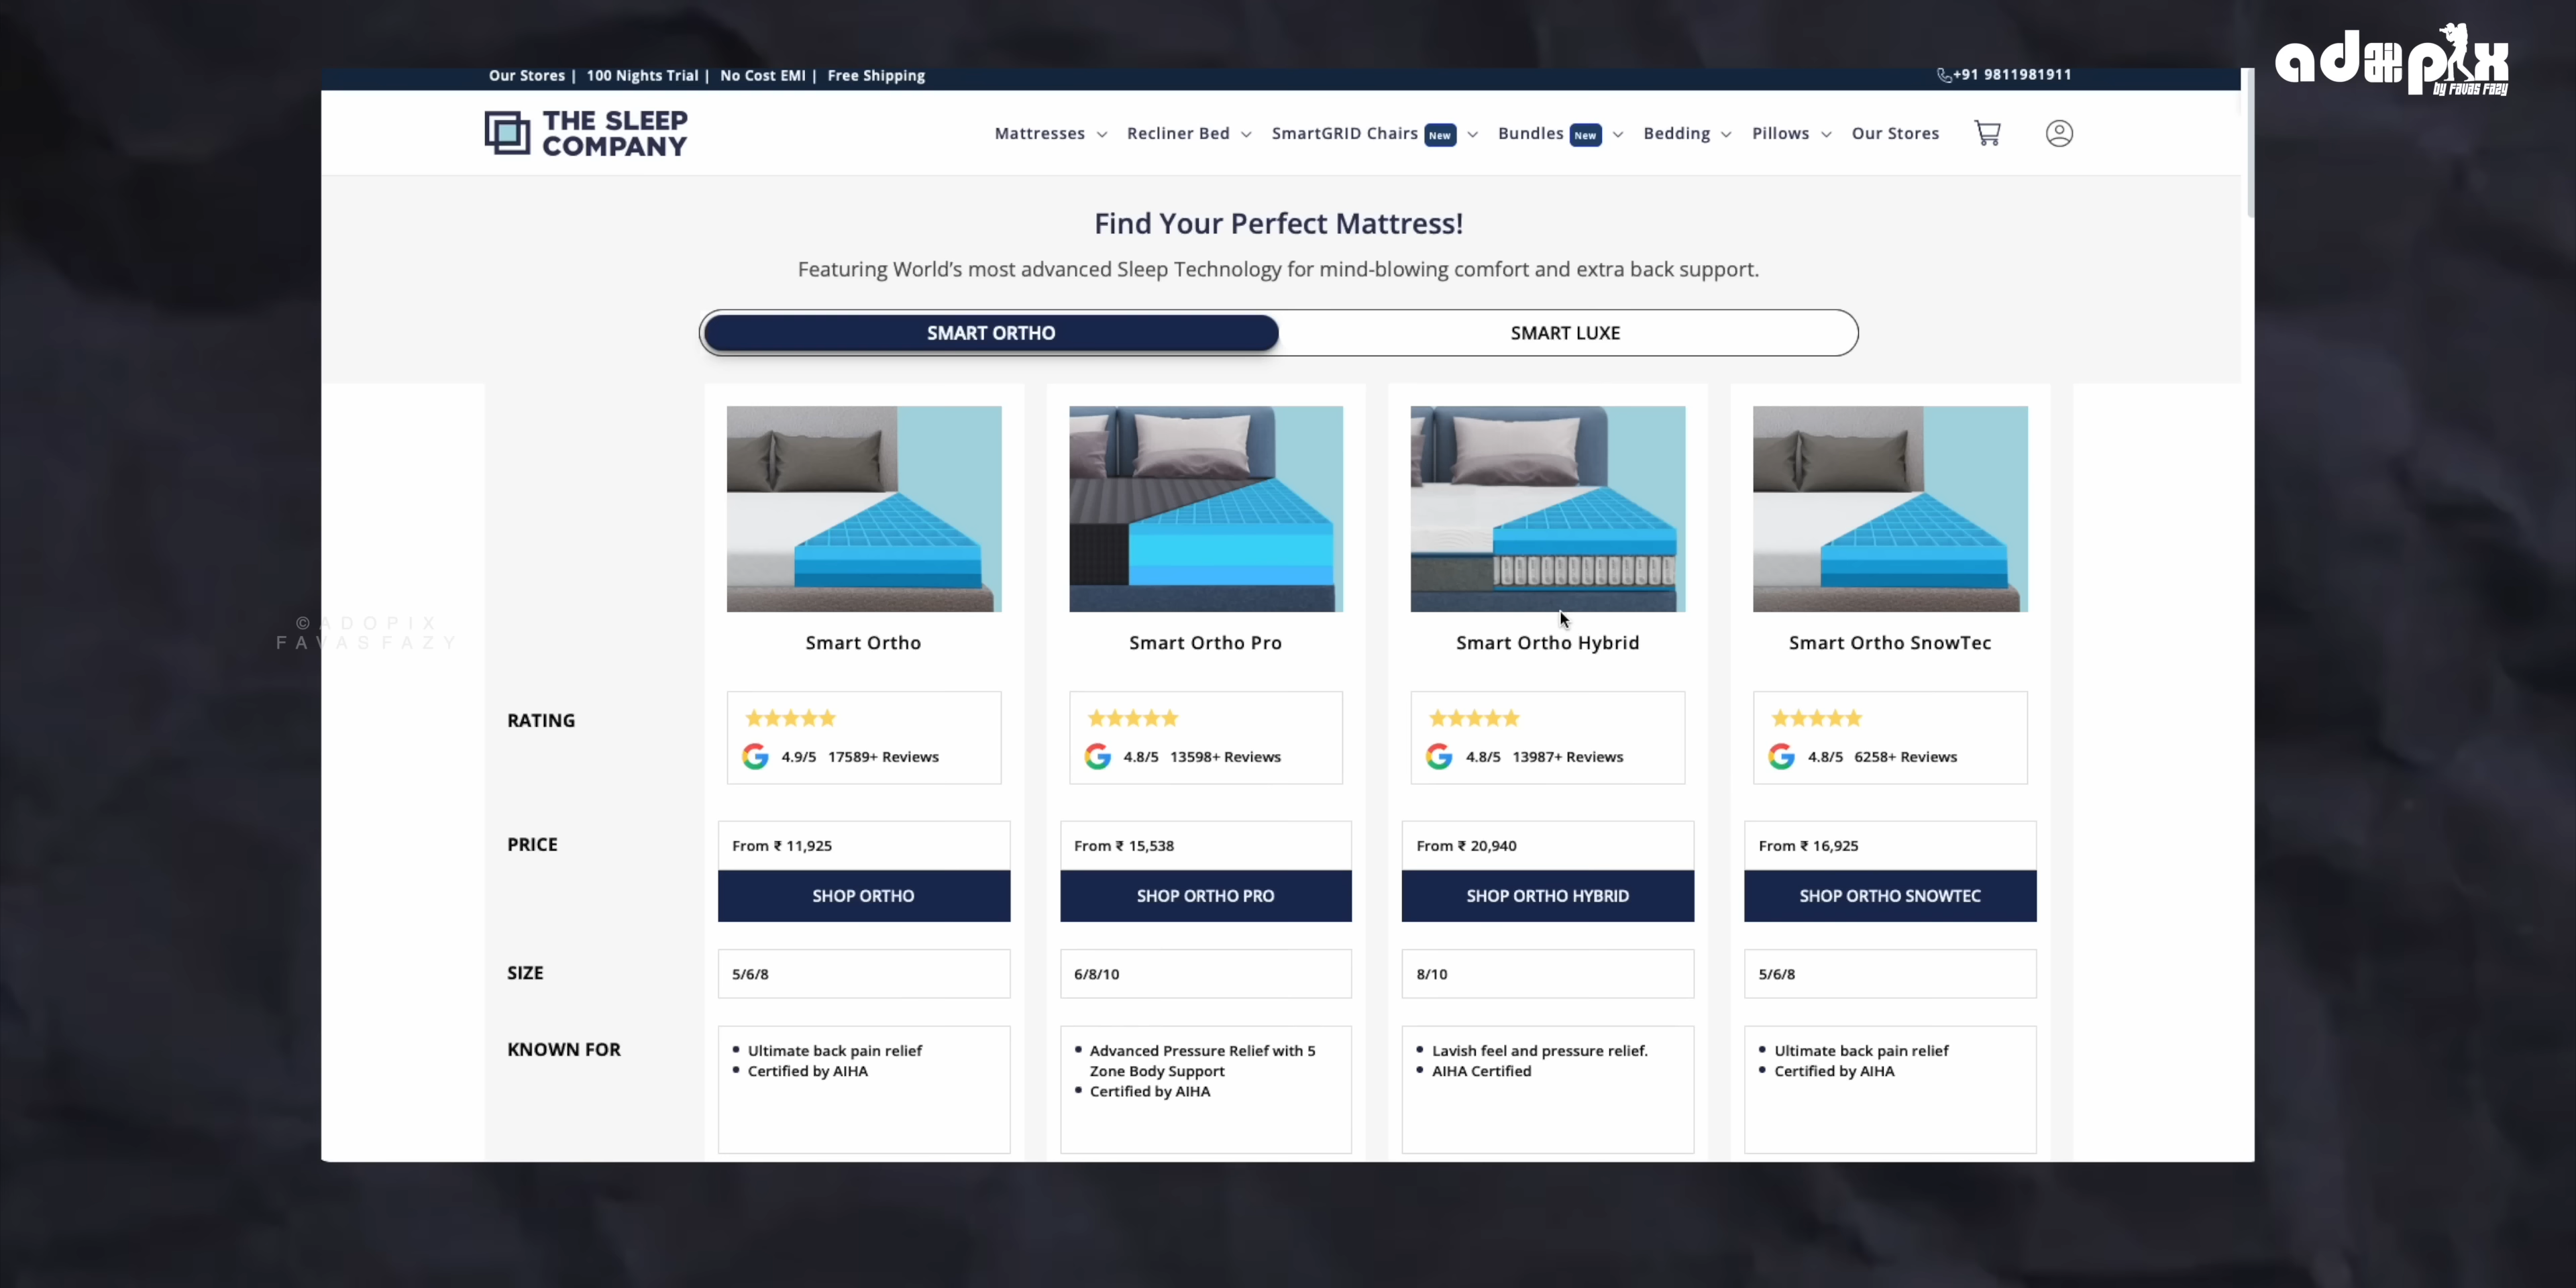 adopix
by FAVAS FAZY
Our Stores | 100 Nights Trial | No Cost EMI | Free Shipping
+91 9811981911
THE SLEEP COMPANY
Mattresses Recliner Bed SmartGRID Chairs New Bundles New Bedding Pillows Our Stores
Find Your Perfect Mattress!
Featuring World's most advanced Sleep Technology for mind-blowing comfort and extra back support.
SMART ORTHO SMART LUXE
© ADOPIX
FAVAS FAZY
Smart Ortho Smart Ortho Pro Smart Ortho Hybrid Smart Ortho SnowTec
RATING
4.9/5 17589+ Reviews 4.8/5 13598+ Reviews 4.8/5 13987+ Reviews 4.8/5 6258+ Reviews
PRICE From ₹ 11,925 From ₹ 15,538 From ₹ 20,940 From ₹ 16,925
SHOP ORTHO SHOP ORTHO PRO SHOP ORTHO HYBRID SHOP ORTHO SNOWTEC
SIZE 5/6/8 6/8/10 8/10 5/6/8
KNOWN FOR
• Ultimate back pain relief
• Certified by AIHA
• Advanced Pressure Relief with 5
Zone Body Support
• Certified by AIHA
• Lavish feel and pressure relief.
• AIHA Certified
• Ultimate back pain relief
• Certified by AIHA